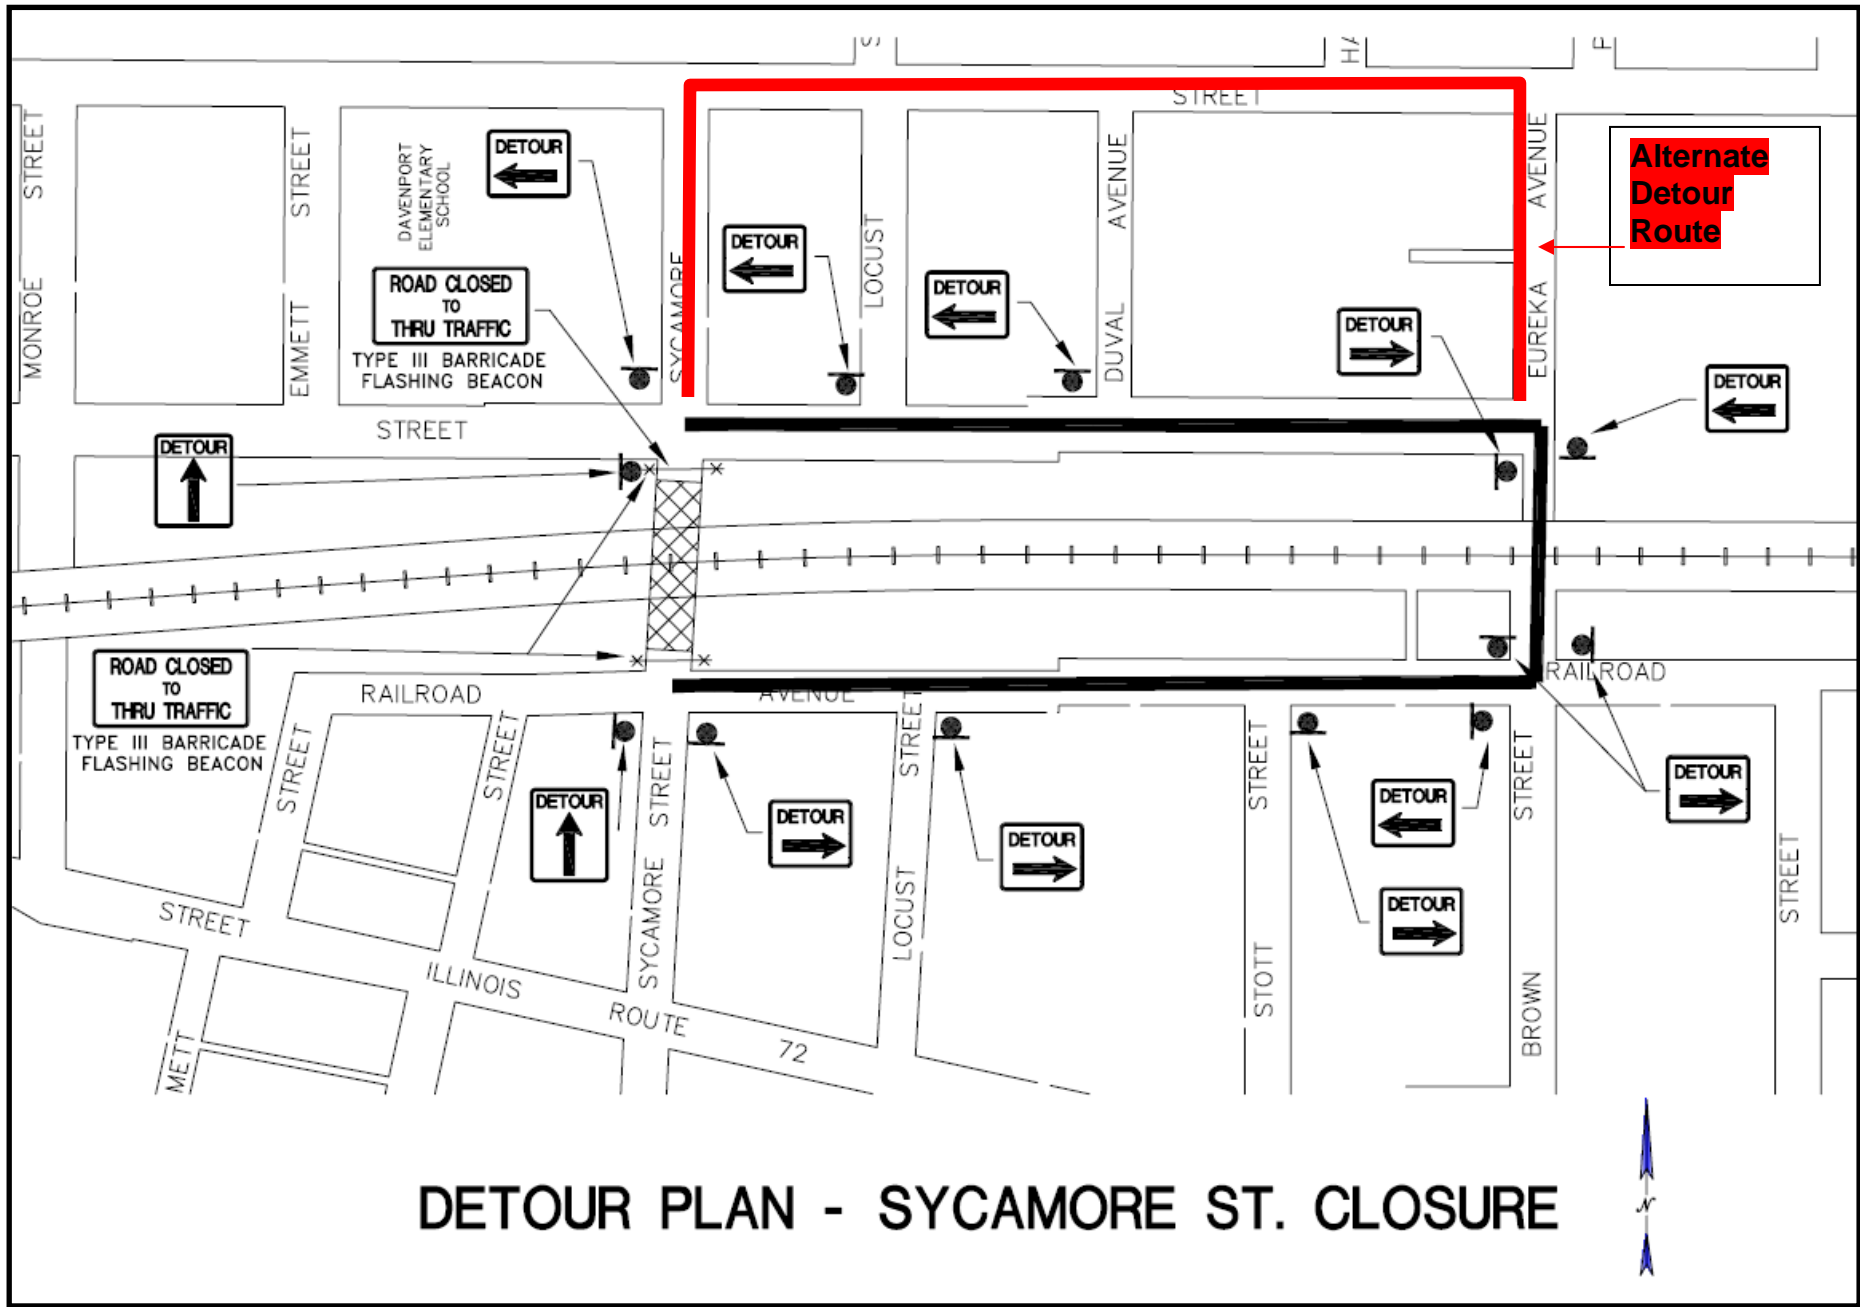 STREET
STREET
STREET
DAVENPORT
ELEMENTARY
SCHOOL
DETOUR
DETOUR
DETOUR
DETOUR
DETOUR
AVENUE
AVENUE
Alternate
Detour
Route
MONROE
EMMETT
SYCAMORE
LOCUST
DUVAL
EUREKA
ROAD CLOSED
TO
THRU TRAFFIC
TYPE III BARRICADE
FLASHING BEACON
STREET
DETOUR
ROAD CLOSED
TO
THRU TRAFFIC
TYPE III BARRICADE
FLASHING BEACON
RAILROAD
AVENUE
RAILROAD
STREET
STREET
STREET
STREET
STREET
STREET
STREET
DETOUR
DETOUR
DETOUR
DETOUR
DETOUR
DETOUR
SYCAMORE
LOCUST
STOTT
BROWN
STREET
ILLINOIS
ROUTE
72
METT
DETOUR PLAN - SYCAMORE ST. CLOSURE
N